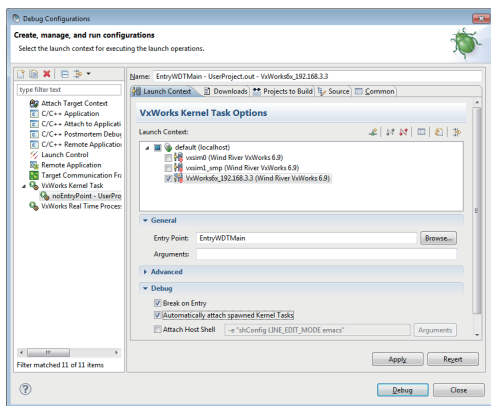 Debug Configurations
Create, manage, and run configurations
Select the launch context for executing the launch operations.
type filter text
Attach Target Context
C/C++ Application
C/C++ Attach to Applicati
C/C++ Postmortem Debug
C/C++ Remote Application
Launch Control
Remote Application
Target Communication Fra
VxWorks Kernel Task
noEntryPoint - UserPro
VxWorks Real Time Proces
Filter matched 11 of 11 items
Name: EntryWDTMain - UserProject.out - VxWorks6x_192.168.3.3
Launch Context
Downloads
Projects to Build
Source
Common
VxWorks Kernel Task Options
Launch Context:
default (localhost)
vxsim0 (Wind River VxWorks 6.9)
vxsim1_smp (Wind River VxWorks 6.9)
VxWorks6x_192.168.3.3 (Wind River VxWorks 6.9)
General
Entry Point: EntryWDTMain Browse...
Arguments:
Advanced
Debug
Break on Entry
Automatically attach spawned Kernel Tasks
Attach Host Shell -e "shConfig LINE_EDIT_MODE emacs" Arguments
Apply Revert
Debug Close